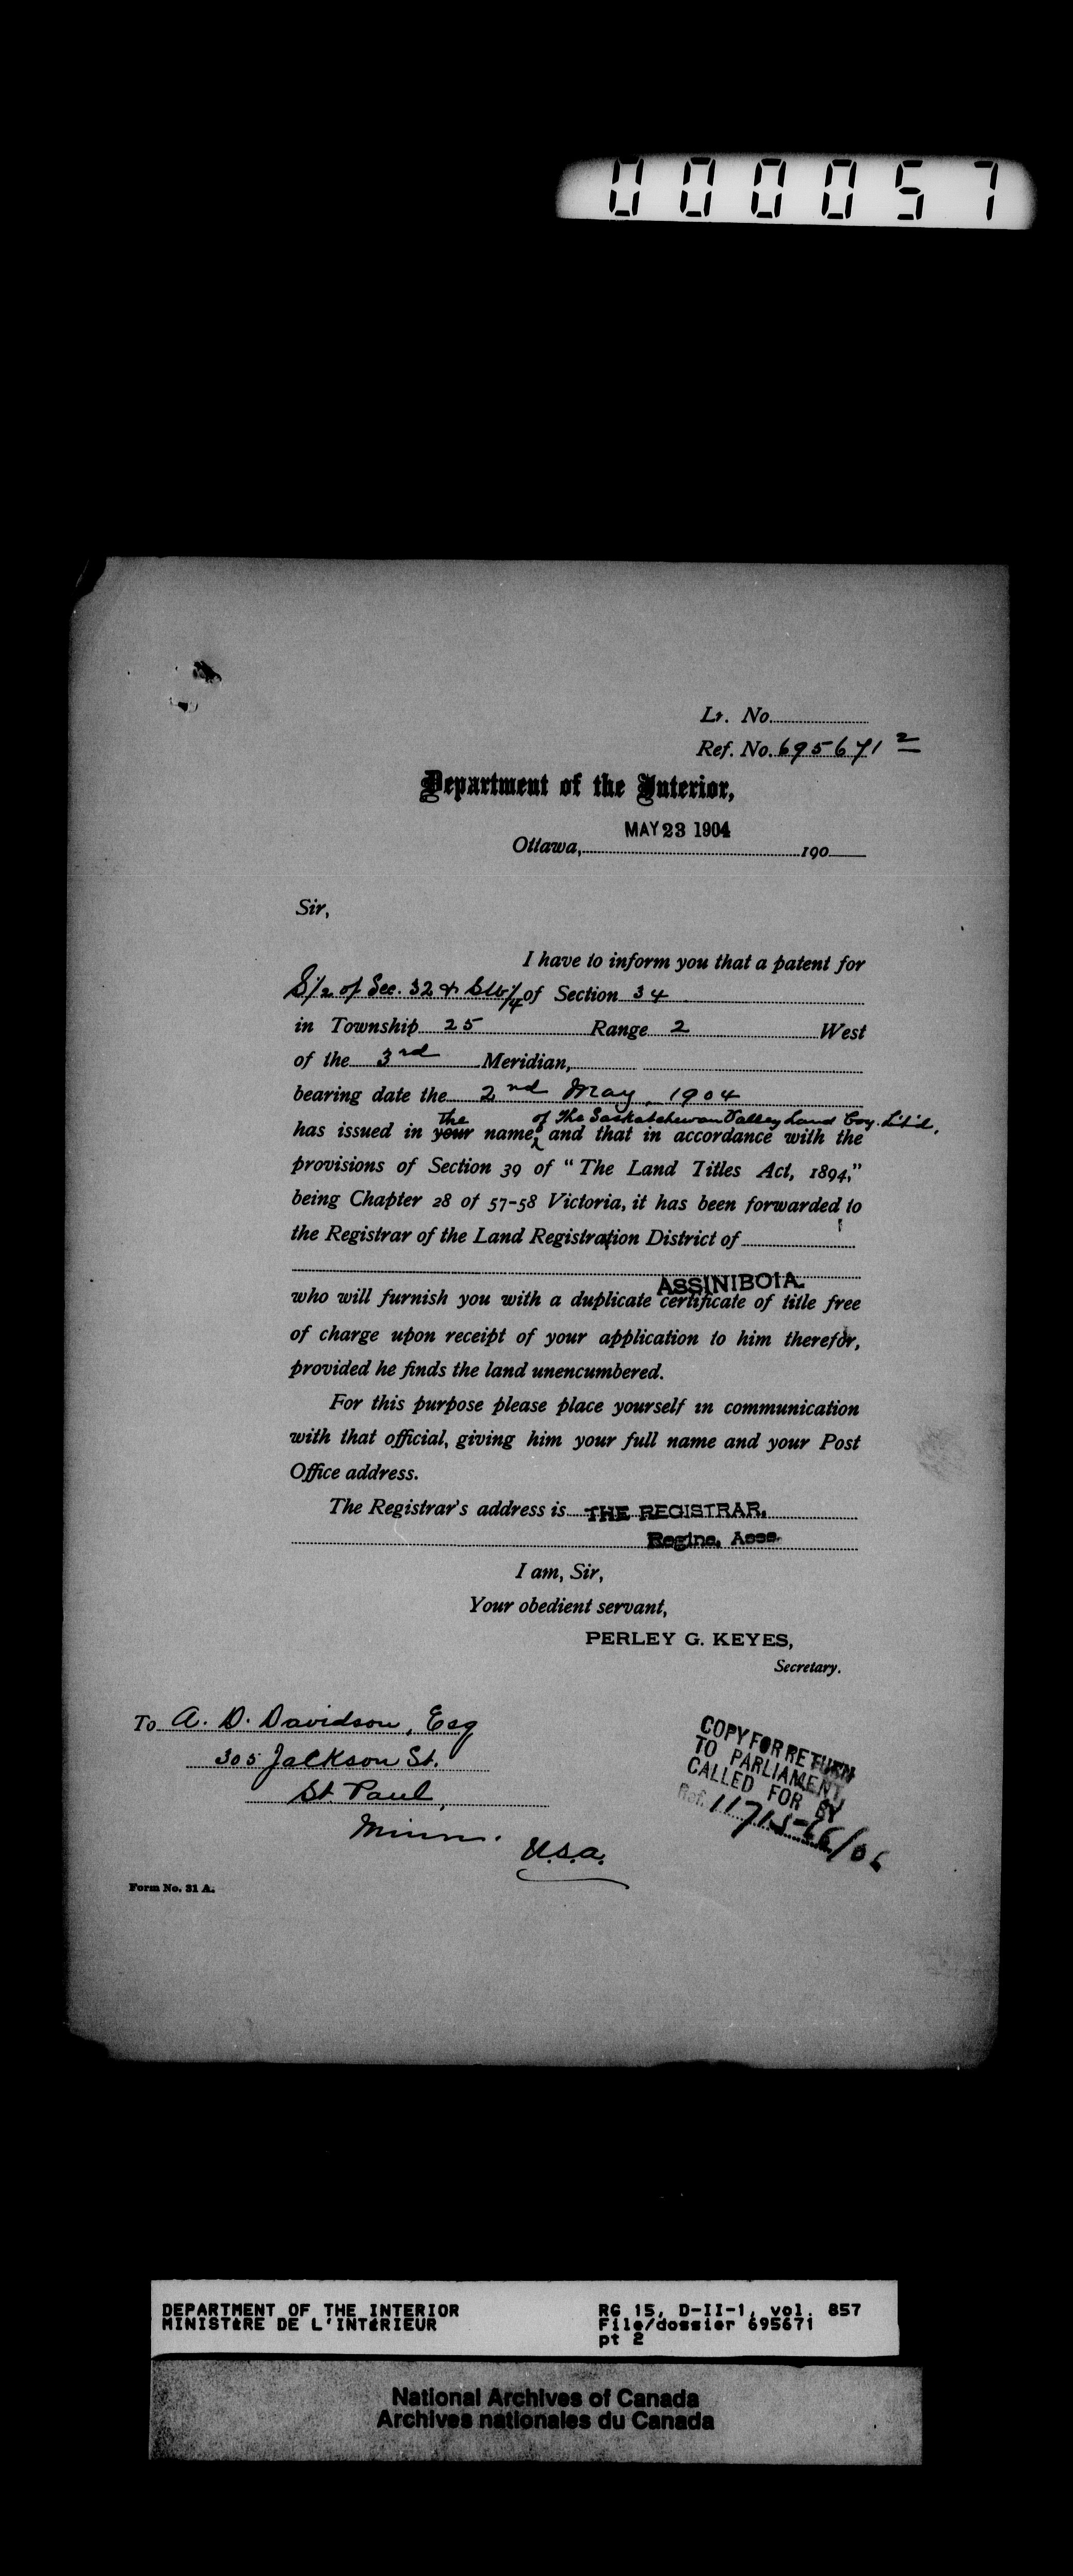 000057
Lr. No.
Ref. No. 695671 2
Department of the Interior,
MAY 23 1904
Ottawa, 190
Sir,
I have to inform you that a patent for
S½ of Sec. 32 & SW¼ of Section 34
in Township 25 Range 2 West
of the 3rd Meridian,
bearing date the 2nd May, 1904
the of The Saskatchewan Valley Land Coy. Lt'd,
has issued in your name, and that in accordance with the
provisions of Section 39 of "The Land Titles Act, 1894,"
being Chapter 28 of 57-58 Victoria, it has been forwarded to
the Registrar of the Land Registration District of
ASSINIBOIA.
who will furnish you with a duplicate certificate of title free
of charge upon receipt of your application to him therefor,
provided he finds the land unencumbered.
For this purpose please place yourself in communication
with that official, giving him your full name and your Post
Office address.
The Registrar's address is THE REGISTRAR,
Regina, Assa.
I am, Sir,
Your obedient servant,
PERLEY G. KEYES,
Secretary.
To A. D. Davidson, Esq
305 Jackson St.
St. Paul,
Minn.
U.S.A.
COPY FOR RETURN
TO PARLIAMENT
CALLED FOR BY
Ref. 11715-66/06
Form No. 31 A.
DEPARTMENT OF THE INTERIOR RG 15, D-II-1, vol. 857
MINISTÈRE DE L'INTÉRIEUR File/dossier 695671
pt 2
National Archives of Canada
Archives nationales du Canada